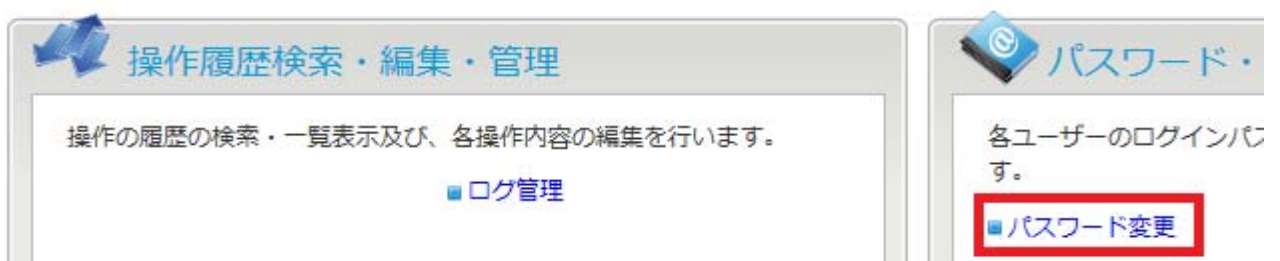 操作履歴検索・編集・管理
操作の履歴の検索・一覧表示及び、各操作内容の編集を行います。
ログ管理
パスワード・
各ユーザーのログインパス
す。
パスワード変更